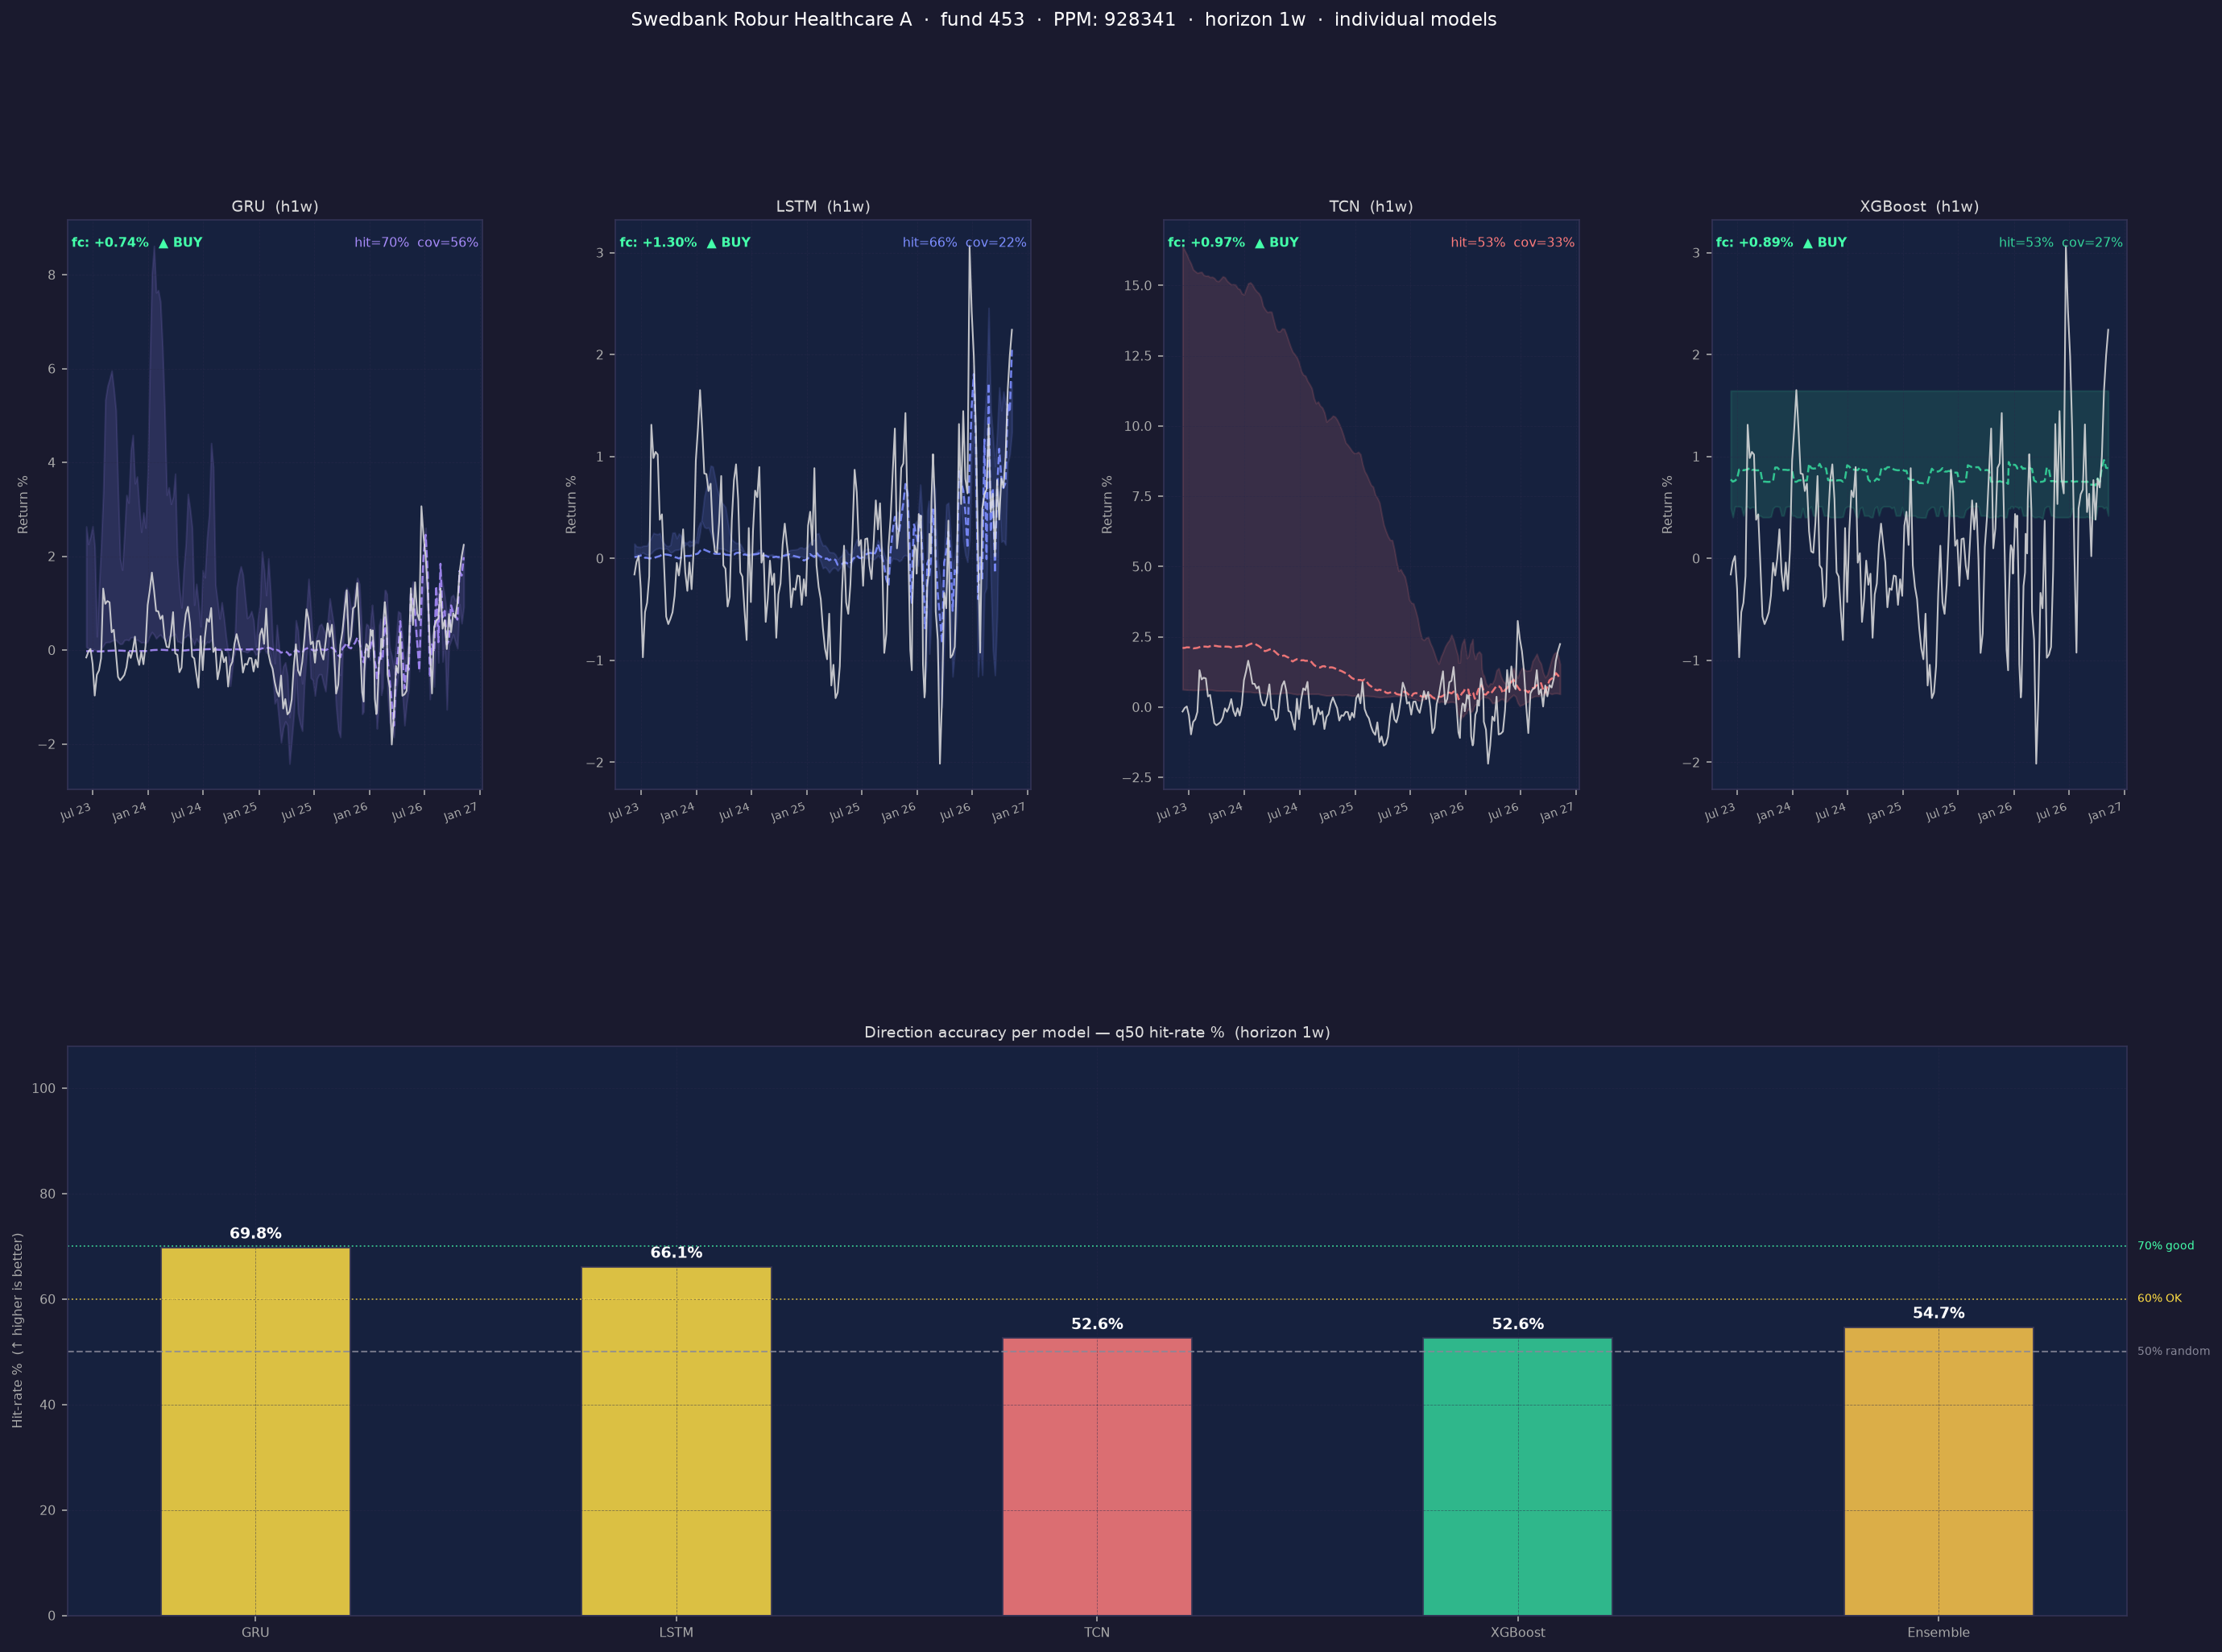 Swedbank Robur Healthcare A · fund 453 · PPM: 928341 · horizon 1w · individual models
GRU (h1w)
fc: +0.74% ▲ BUY
hit=70% cov=56%
Return %
8
6
4
2
0
−2
Jul 23
Jan 24
Jul 24
Jan 25
Jul 25
Jan 26
Jul 26
Jan 27
LSTM (h1w)
fc: +1.30% ▲ BUY
hit=66% cov=22%
Return %
3
2
1
0
−1
−2
Jul 23
Jan 24
Jul 24
Jan 25
Jul 25
Jan 26
Jul 26
Jan 27
TCN (h1w)
fc: +0.97% ▲ BUY
hit=53% cov=33%
Return %
15.0
12.5
10.0
7.5
5.0
2.5
0.0
−2.5
Jul 23
Jan 24
Jul 24
Jan 25
Jul 25
Jan 26
Jul 26
Jan 27
XGBoost (h1w)
fc: +0.89% ▲ BUY
hit=53% cov=27%
Return %
3
2
1
0
−1
−2
Jul 23
Jan 24
Jul 24
Jan 25
Jul 25
Jan 26
Jul 26
Jan 27
Direction accuracy per model — q50 hit-rate % (horizon 1w)
Hit-rate % (↑ higher is better)
100
80
60
40
20
0
69.8%
66.1%
52.6%
52.6%
54.7%
70% good
60% OK
50% random
GRU
LSTM
TCN
XGBoost
Ensemble